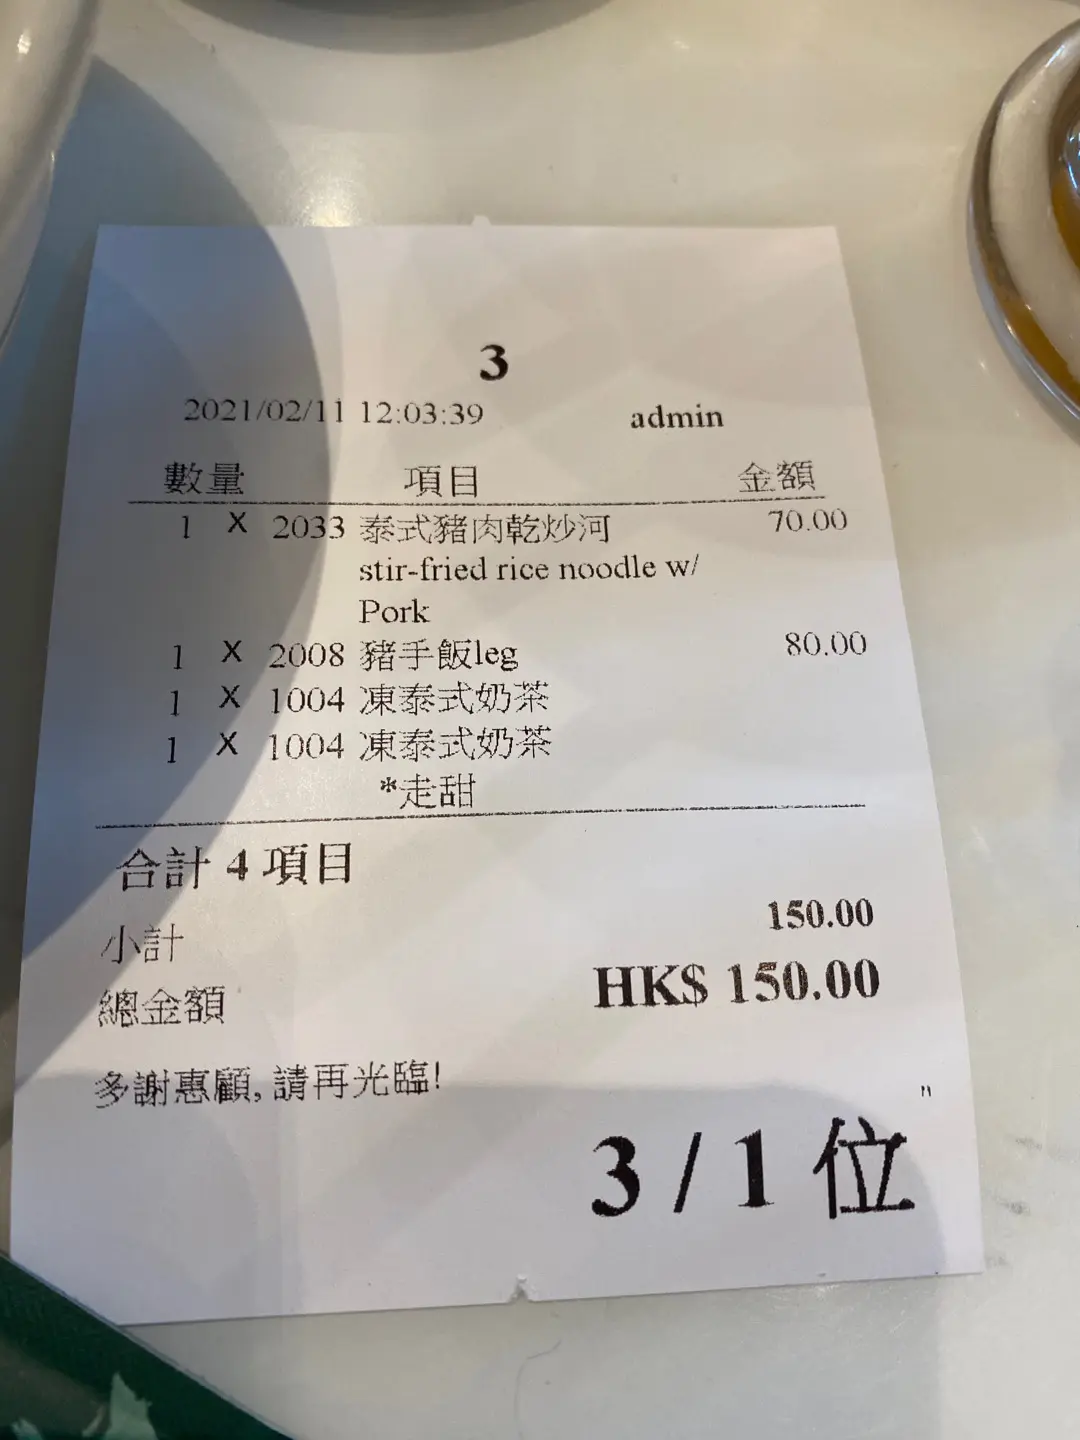 3
2021/02/11 12:03:39 admin
數量 項目 金額
1 X 2033 泰式豬肉乾炒河 70.00
stir-fried rice noodle w/
Pork
1 X 2008 豬手飯leg 80.00
1 X 1004 凍泰式奶茶
1 X 1004 凍泰式奶茶
*走甜
合計 4 項目
小計 150.00
總金額 HK$ 150.00
多謝惠顧, 請再光臨!
"
3 / 1 位